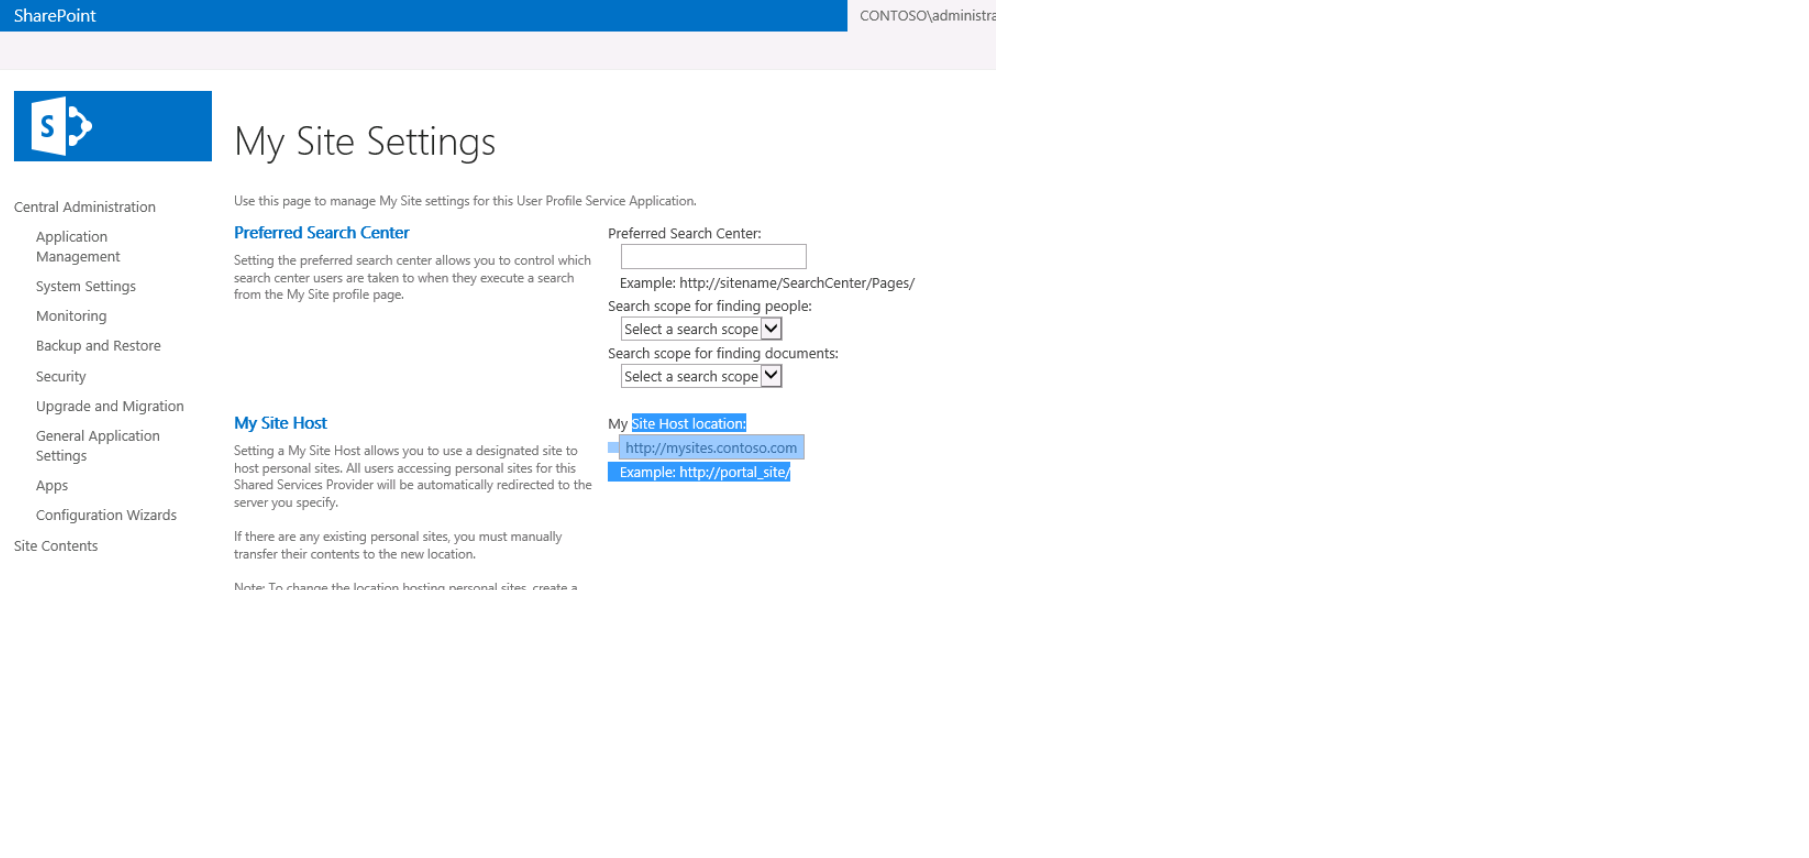 SharePoint
CONTOSO\administra
S
My Site Settings
Central Administration
Application
Management
System Settings
Monitoring
Backup and Restore
Security
Upgrade and Migration
General Application
Settings
Apps
Configuration Wizards
Site Contents
Use this page to manage My Site settings for this User Profile Service Application.
Preferred Search Center
Setting the preferred search center allows you to control which
search center users are taken to when they execute a search
from the My Site profile page.
Preferred Search Center:
Example: http://sitename/SearchCenter/Pages/
Search scope for finding people:
Select a search scope
Search scope for finding documents:
Select a search scope
My Site Host
Setting a My Site Host allows you to use a designated site to
host personal sites. All users accessing personal sites for this
Shared Services Provider will be automatically redirected to the
server you specify.
If there are any existing personal sites, you must manually
transfer their contents to the new location.
Note: To change the location hosting personal sites, create a
My Site Host location:
http://mysites.contoso.com
Example: http://portal_site/